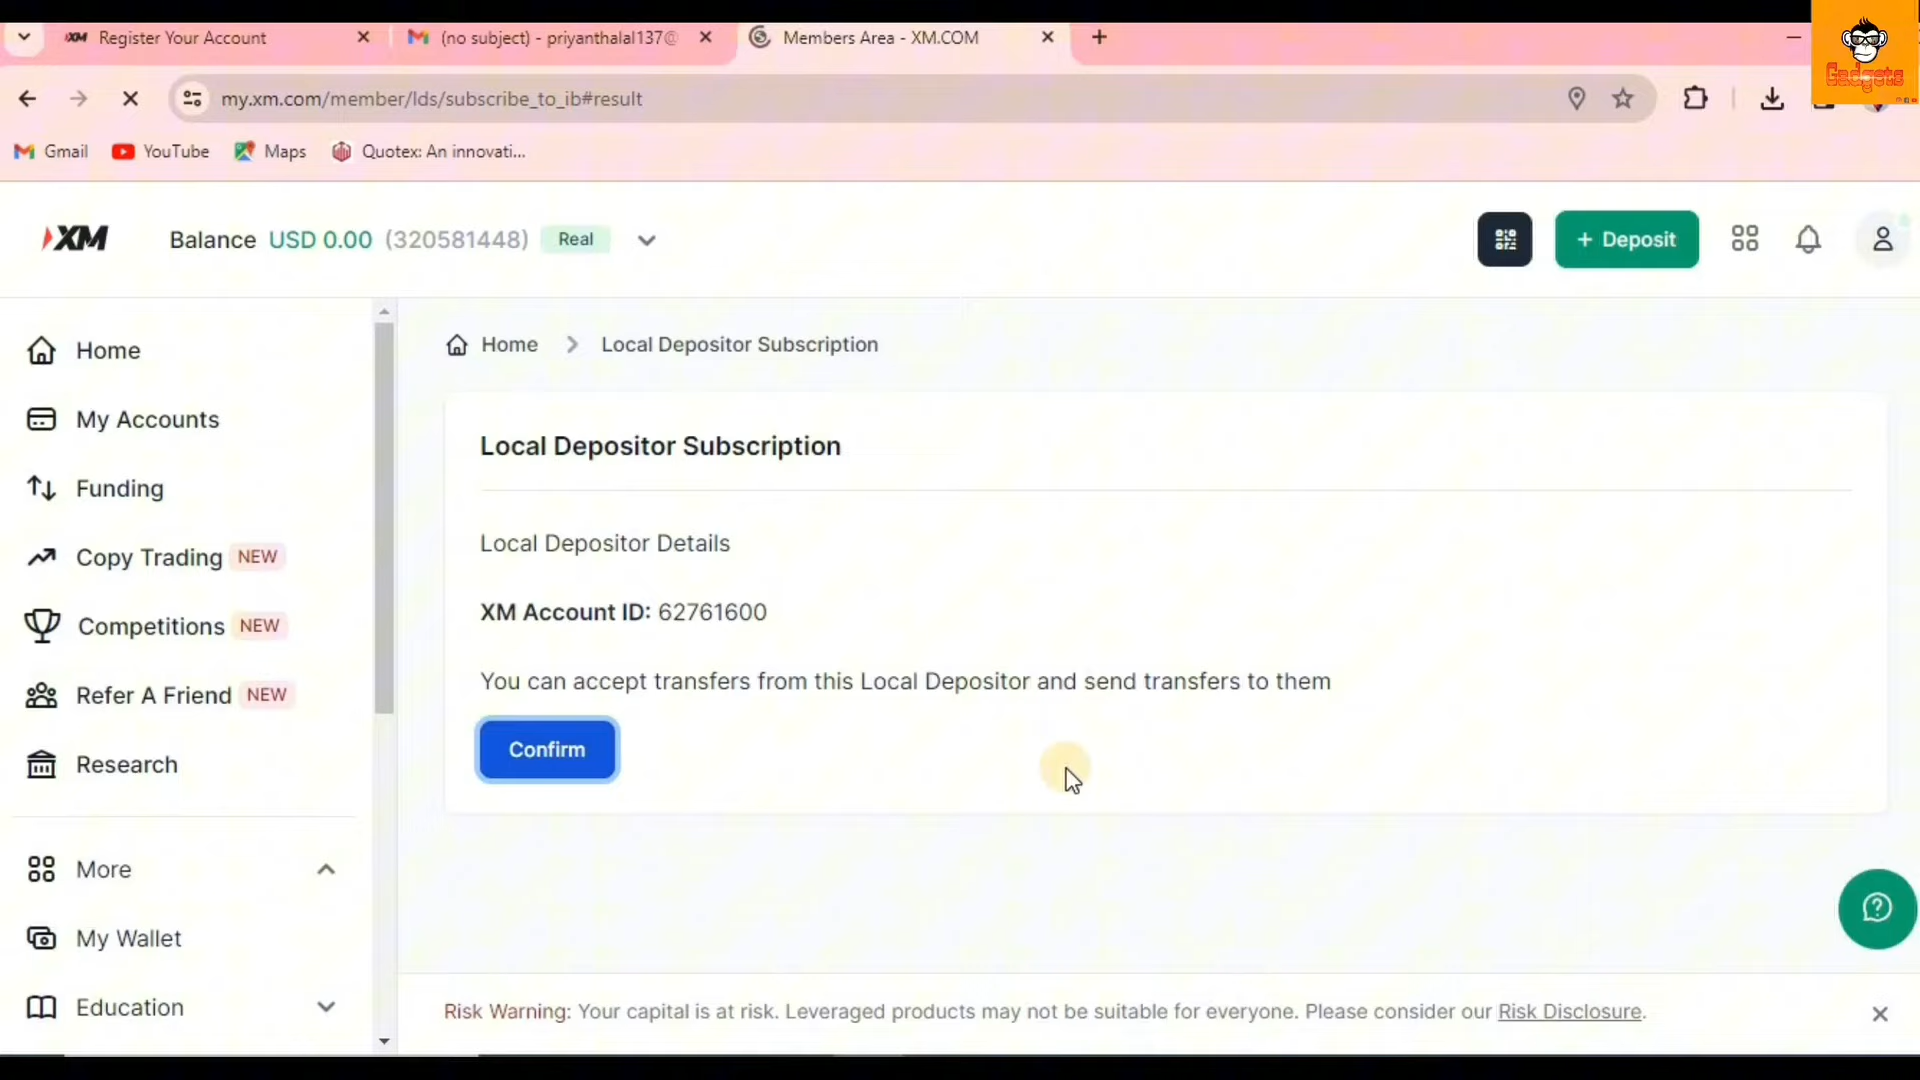 Register Your Account
(no subject) - priyanthalal137@
Members Area - XM.COM
Gadgets
my.xm.com/member/lds/subscribe_to_ib#result
Gmail
YouTube
Maps
Quotex: An innovati...
XM
Balance USD 0.00 (320581448) Real
+ Deposit
Home
My Accounts
Funding
Copy Trading NEW
Competitions NEW
Refer A Friend NEW
Research
More
My Wallet
Education
Home > Local Depositor Subscription
Local Depositor Subscription
Local Depositor Details
XM Account ID: 62761600
You can accept transfers from this Local Depositor and send transfers to them
Confirm
Risk Warning: Your capital is at risk. Leveraged products may not be suitable for everyone. Please consider our Risk Disclosure.